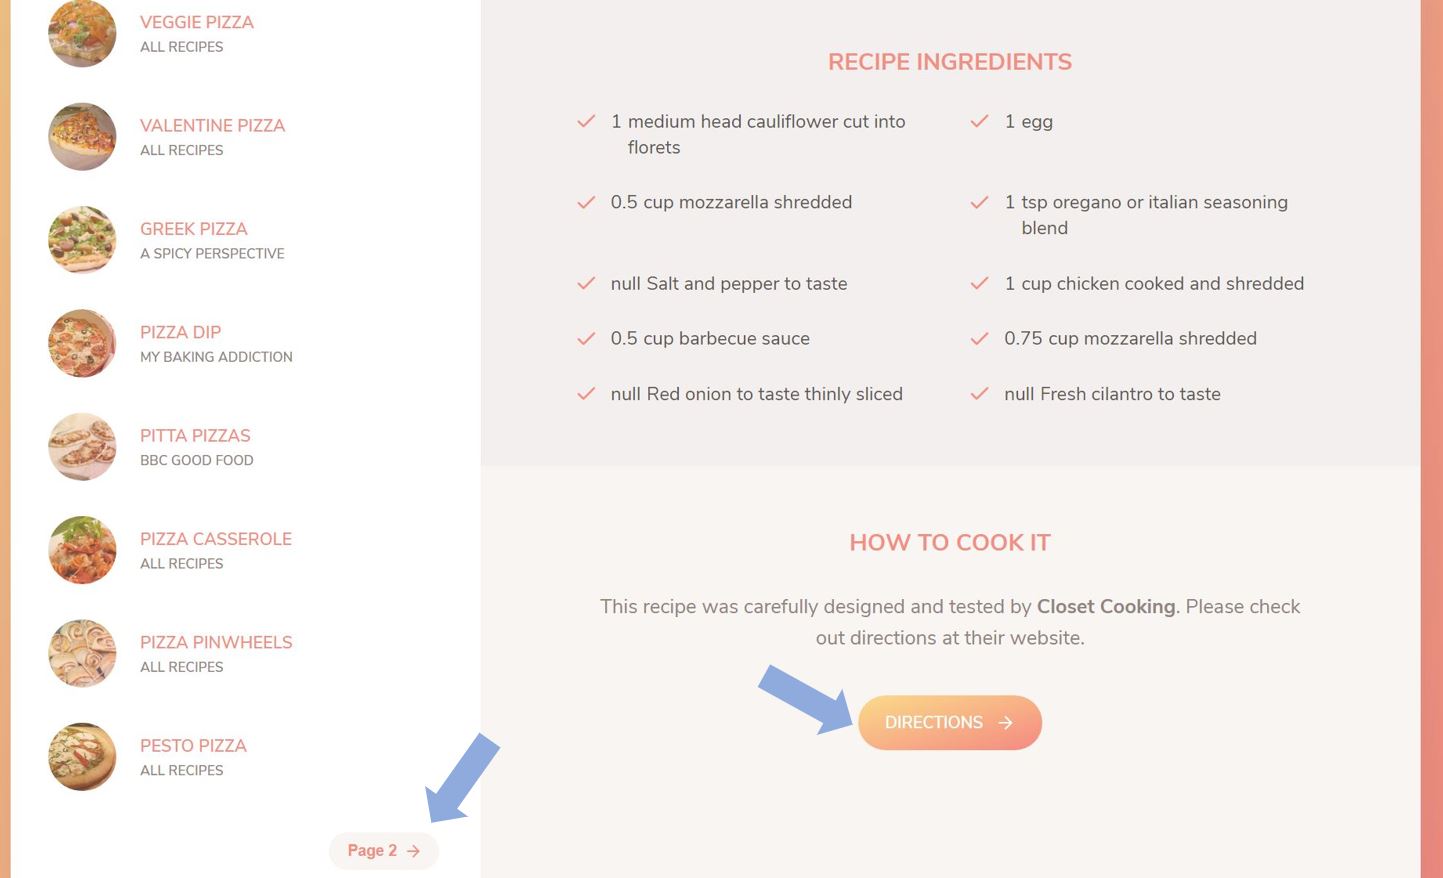 VEGGIE PIZZA
ALL RECIPES
VALENTINE PIZZA
ALL RECIPES
GREEK PIZZA
A SPICY PERSPECTIVE
PIZZA DIP
MY BAKING ADDICTION
PITTA PIZZAS
BBC GOOD FOOD
PIZZA CASSEROLE
ALL RECIPES
PIZZA PINWHEELS
ALL RECIPES
PESTO PIZZA
ALL RECIPES
Page 2
RECIPE INGREDIENTS
1 medium head cauliflower cut into
florets
1 egg
0.5 cup mozzarella shredded
1 tsp oregano or italian seasoning
blend
null Salt and pepper to taste
1 cup chicken cooked and shredded
0.5 cup barbecue sauce
0.75 cup mozzarella shredded
null Red onion to taste thinly sliced
null Fresh cilantro to taste
HOW TO COOK IT
This recipe was carefully designed and tested by Closet Cooking. Please check
out directions at their website.
DIRECTIONS